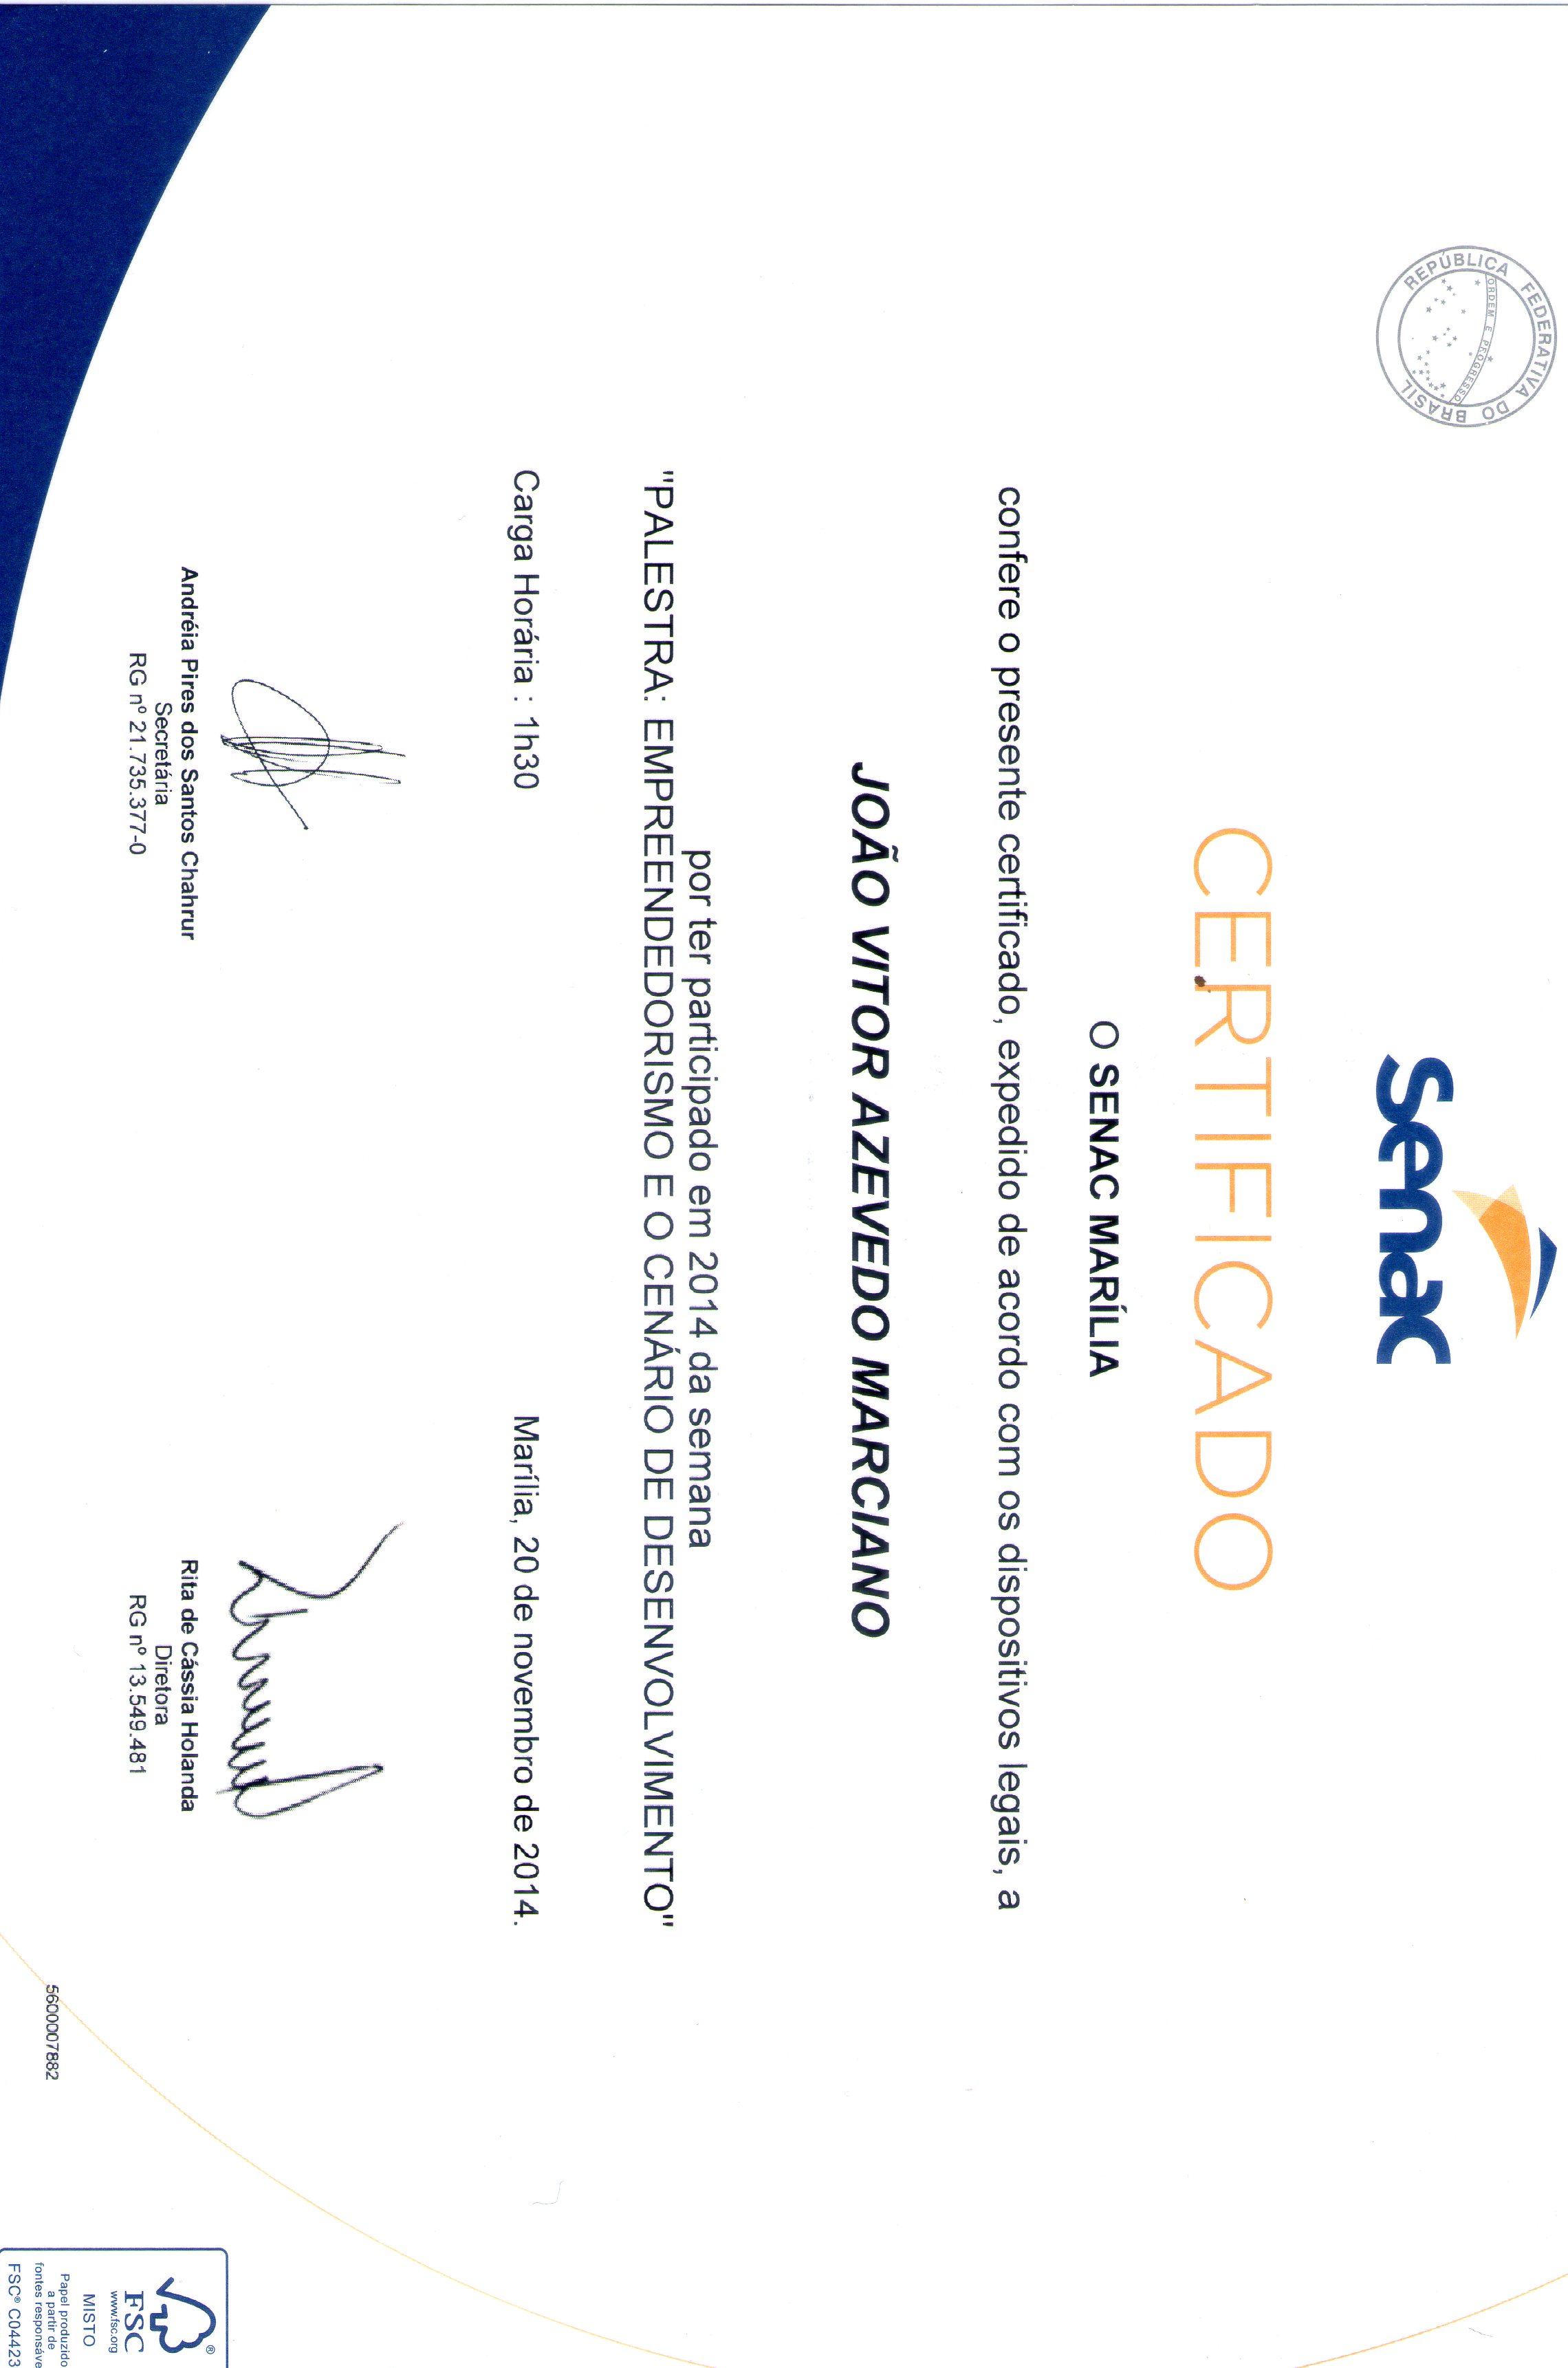 REPÚBLICA FEDERATIVA DO BRASIL
ORDEM E PROGRESSO
Senac
CERTIFICADO
O SENAC MARÍLIA
confere o presente certificado, expedido de acordo com os dispositivos legais, a
JOÃO VITOR AZEVEDO MARCIANO
por ter participado em 2014 da semana
"PALESTRA: EMPREENDEDORISMO E O CENÁRIO DE DESENVOLVIMENTO"
Carga Horária : 1h30
Marília, 20 de novembro de 2014.
Andréia Pires dos Santos Chahrur
Secretária
RG nº 21.735.377-0
Rita de Cássia Holanda
Diretora
RG nº 13.549.481
5600007882
®
FSC
www.fsc.org
MISTO
Papel produzido
a partir de
fontes responsáve
FSC® C04423